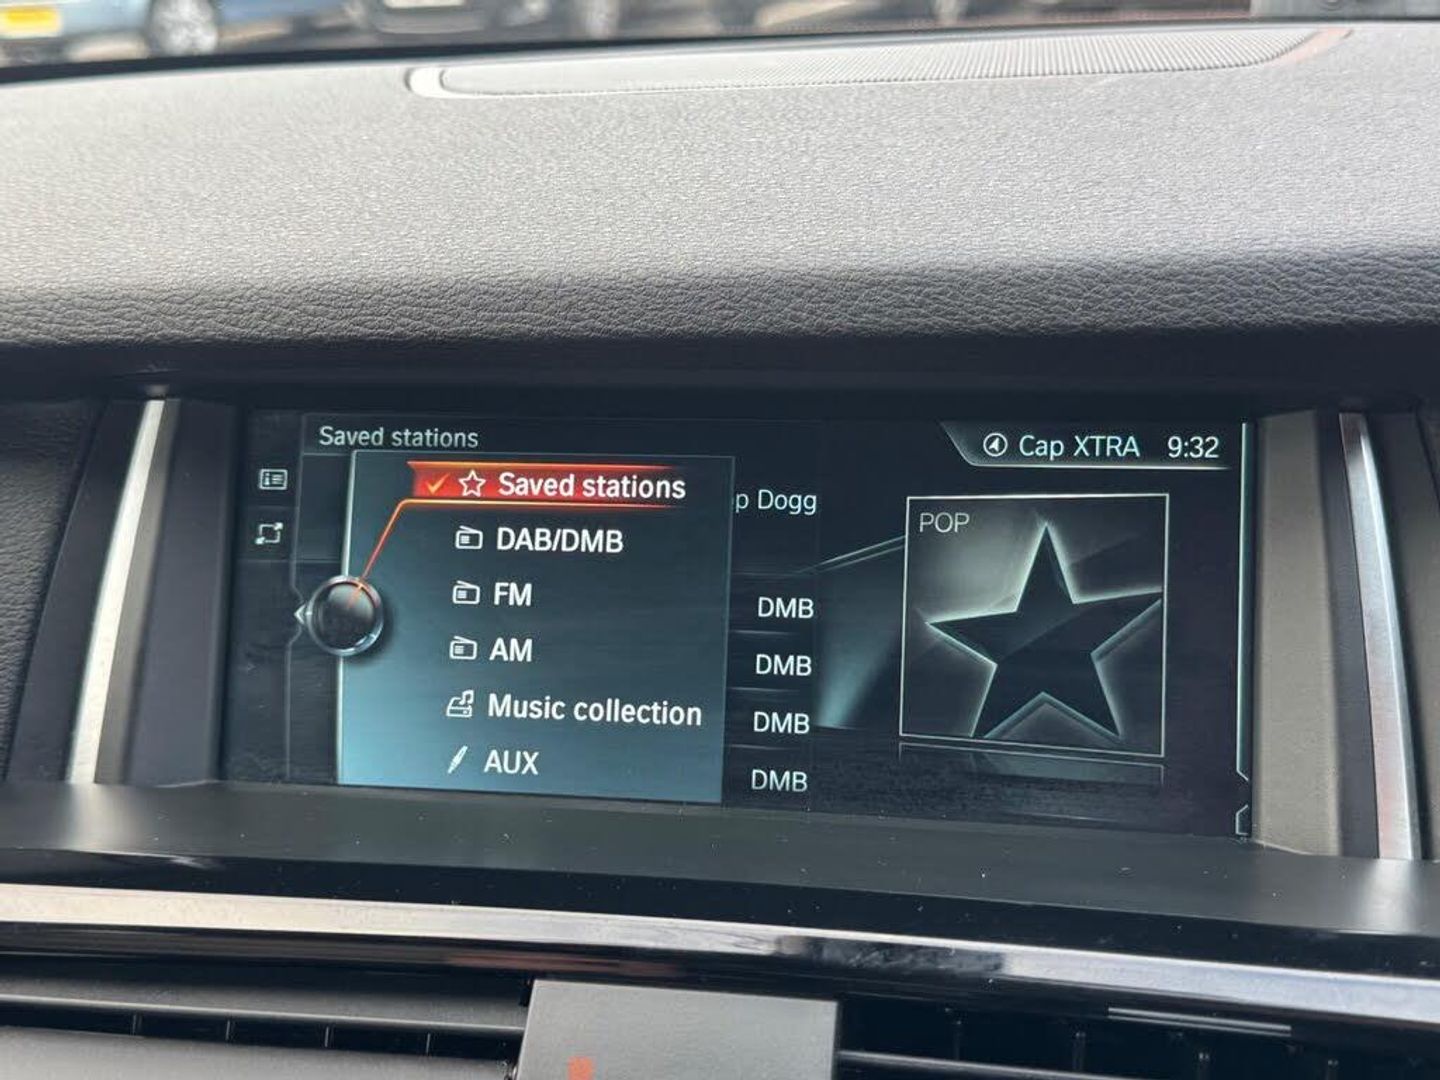 Saved stations
Cap XTRA 9:32
Saved stations
p Dogg
POP
DAB/DMB
FM
DMB
AM
DMB
Music collection
DMB
AUX
DMB